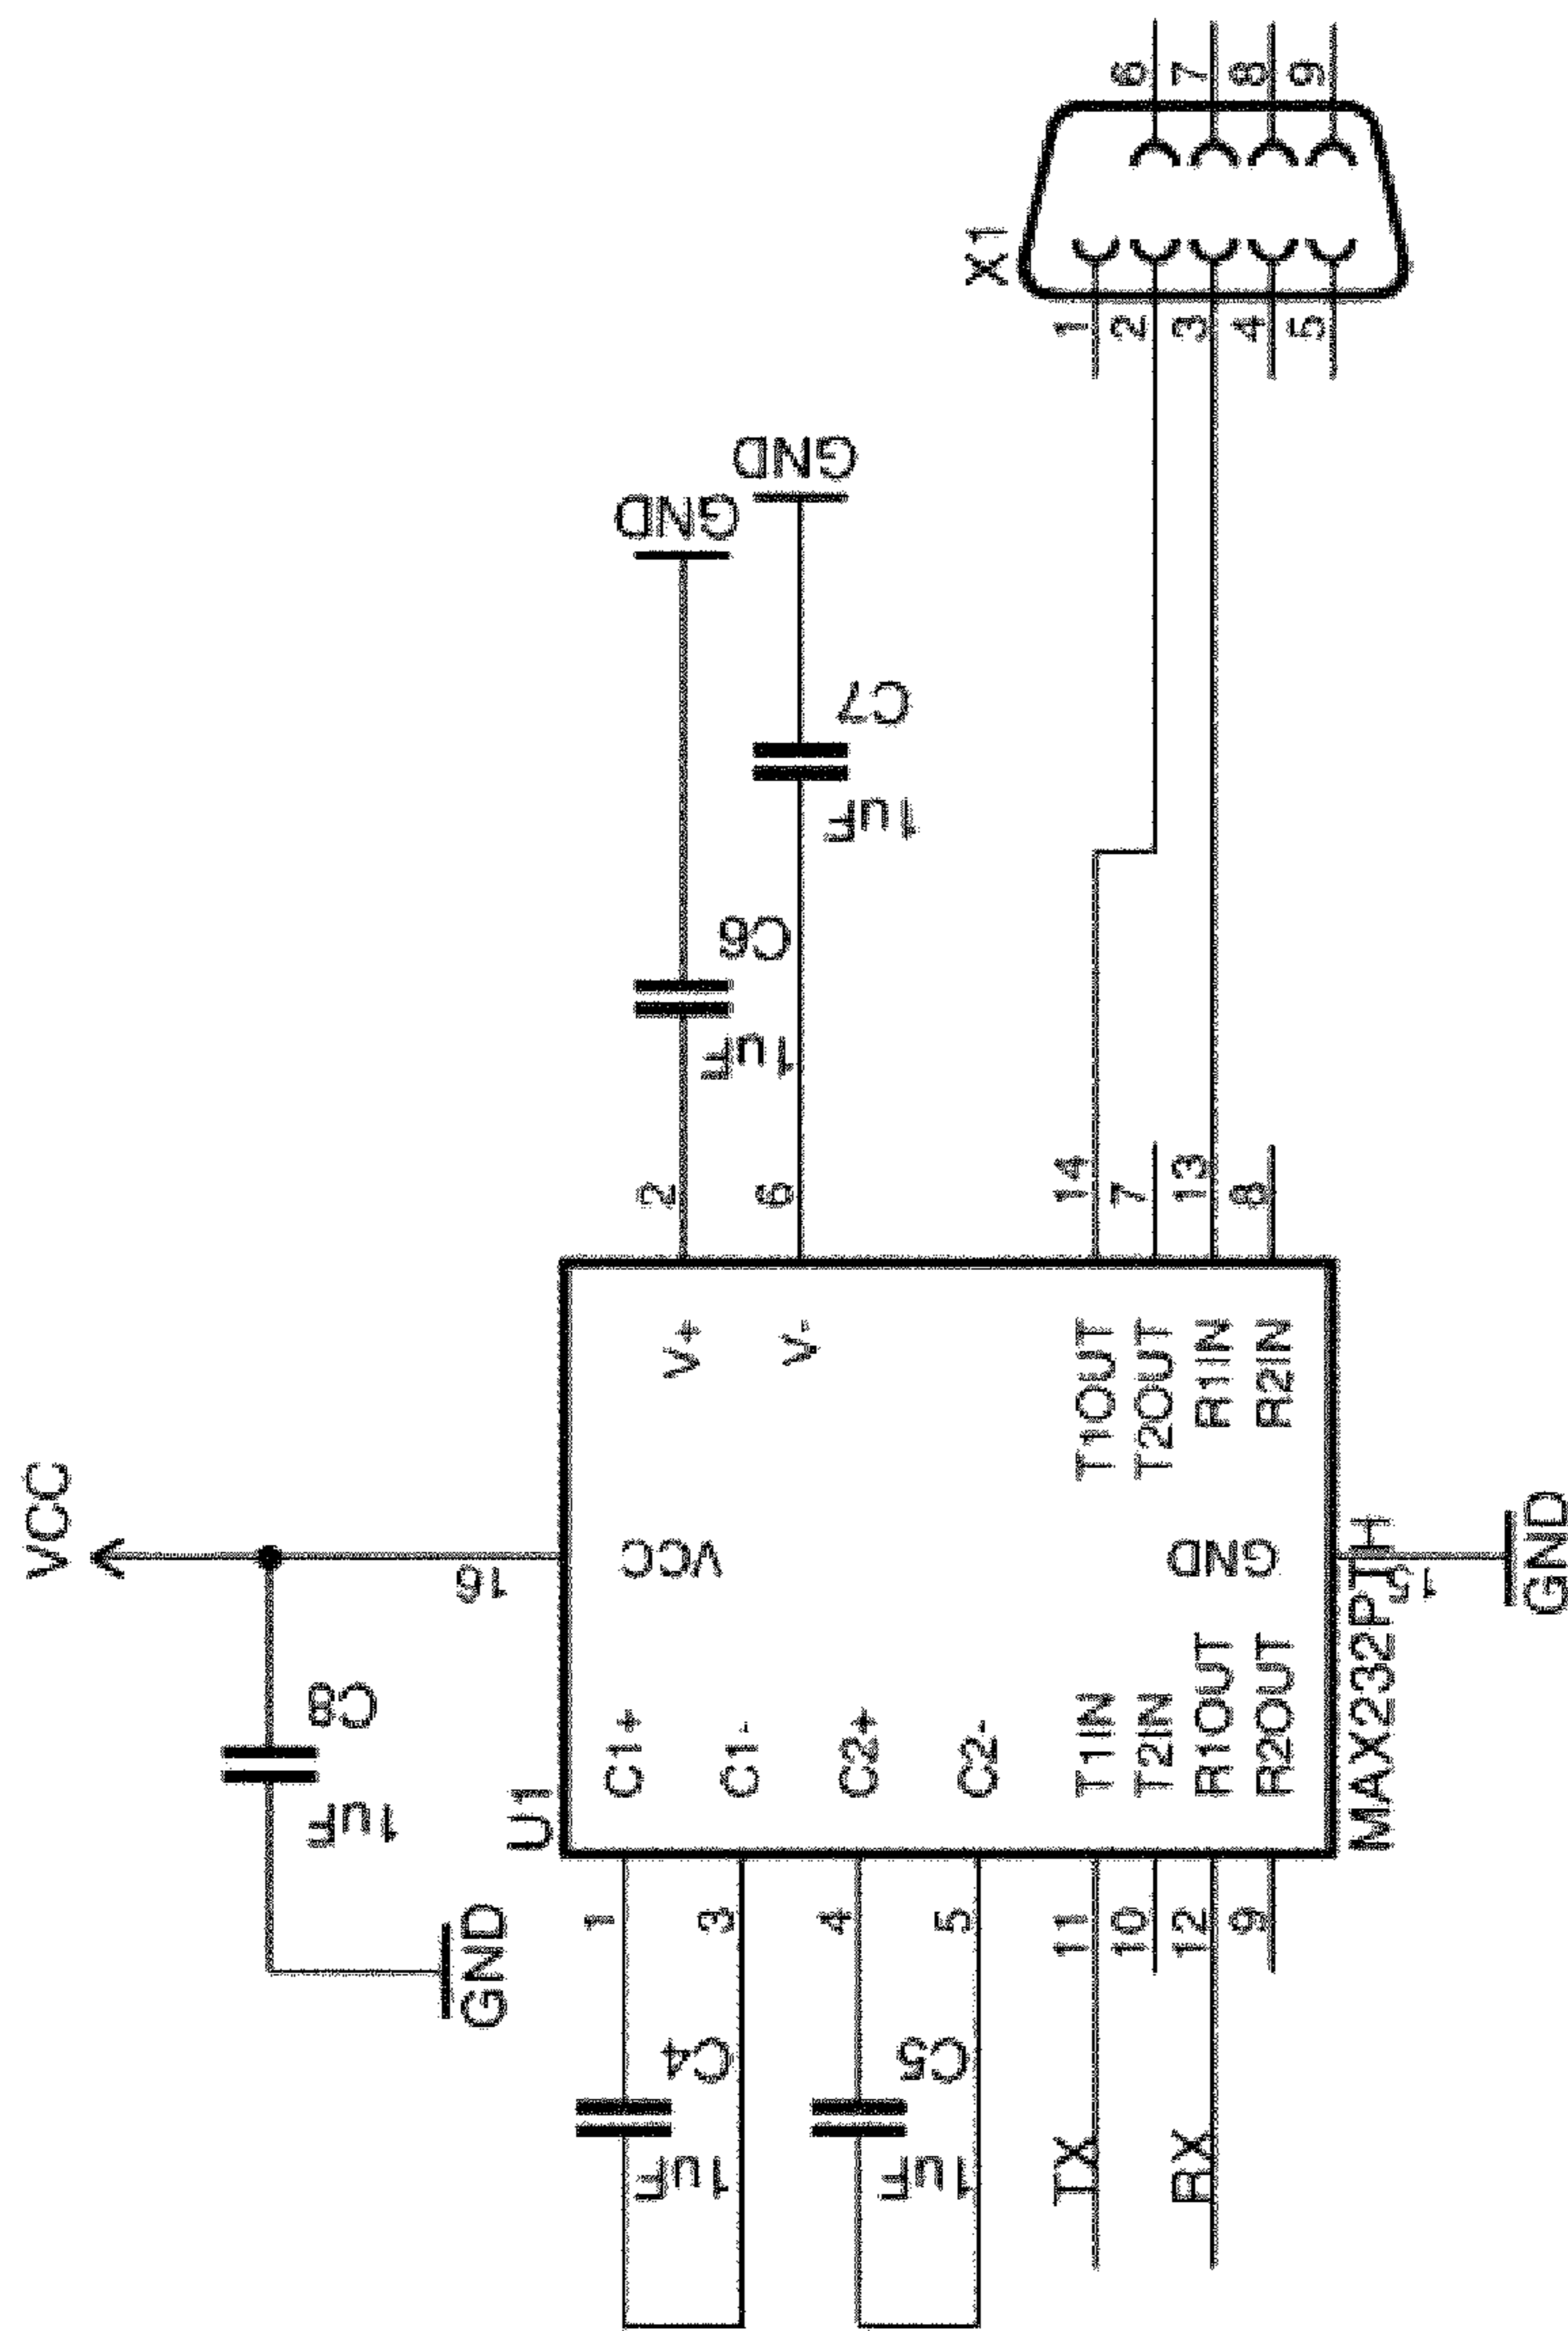 VCC
C8
1uF
GND
16
U1
VCC
C1+
C1-
C2+
C2-
T1IN
T2IN
R1OUT
R2OUT
V+
V-
T1OUT
T2OUT
R1IN
R2IN
GND
MAX232PTH
15
GND
1
3
4
5
11
10
12
9
C4
1uF
C5
1uF
TX
RX
2
6
14
7
13
8
C6
1uF
GND
C7
1uF
GND
X1
1
2
3
4
5
6
7
8
9